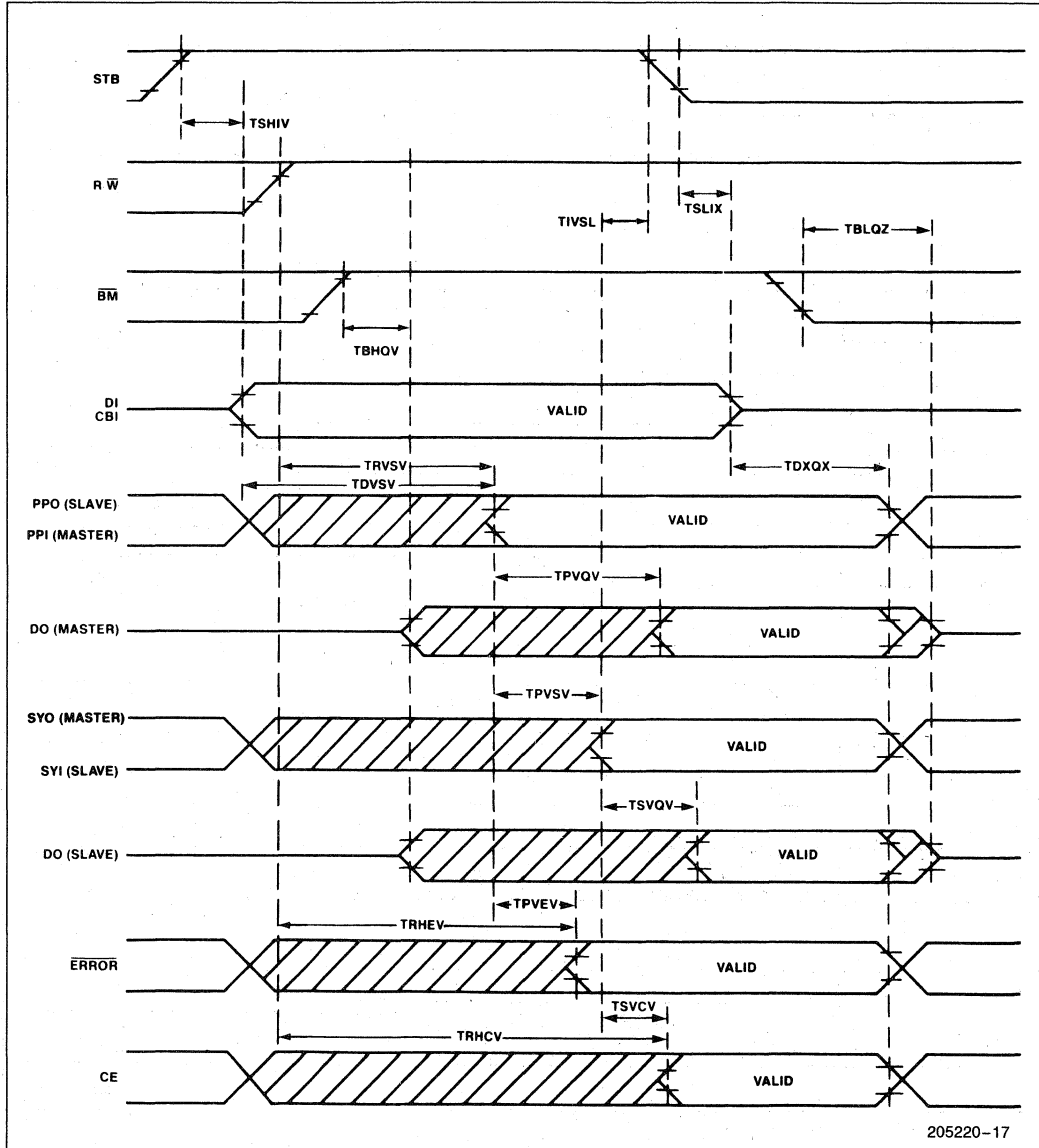 STB
TSHIV
R W̅
TIVSL
TSLIX
TBLQZ
B̅M̅
TBHQV
DI
CBI
VALID
TRVSV
TDXQX
TDVSV
PPO (SLAVE)
PPI (MASTER)
VALID
TPVQV
DO (MASTER)
VALID
TPVSV
SYO (MASTER)
SYI (SLAVE)
VALID
TSVQV
DO (SLAVE)
VALID
TPVEV
TRHEV
E̅R̅R̅O̅R̅
VALID
TSVCV
TRHCV
CE
VALID
205220-17